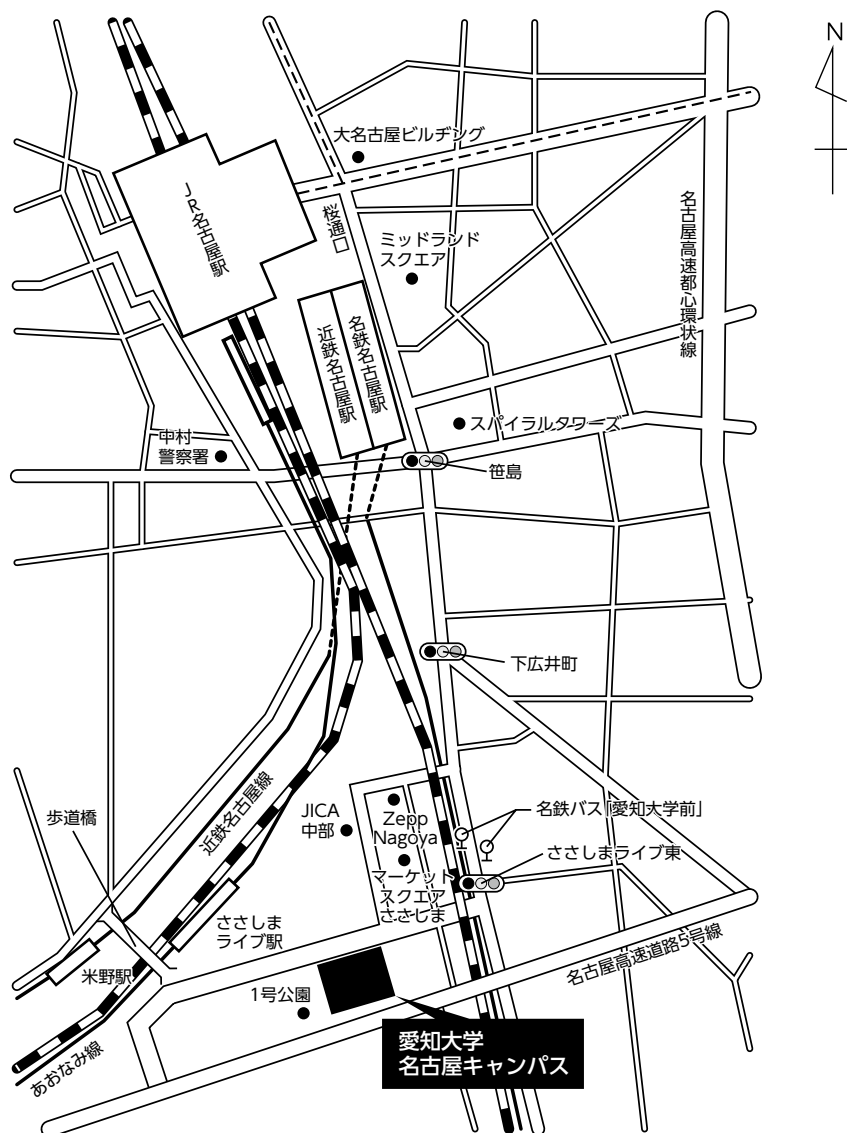 N
大名古屋ビルヂング
JR名古屋駅
桜通口
ミッドランド
スクエア
名古屋高速都心環状線
近鉄名古屋駅
名鉄名古屋駅
スパイラルタワーズ
中村
警察署
笹島
下広井町
近鉄名古屋線
歩道橋
JICA
中部
Zepp
Nagoya
名鉄バス「愛知大学前」
マーケット
スクエア
ささしま
ささしまライブ東
ささしま
ライブ駅
米野駅
名古屋高速道路5号線
1号公園
あおなみ線
愛知大学
名古屋キャンパス